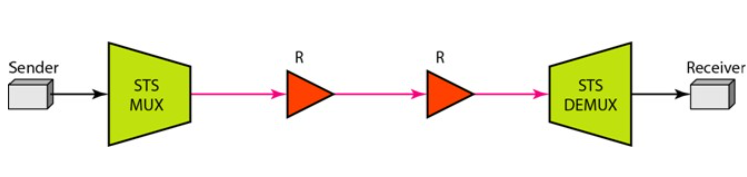 Sender
STS
MUX
R
R
STS
DEMUX
Receiver